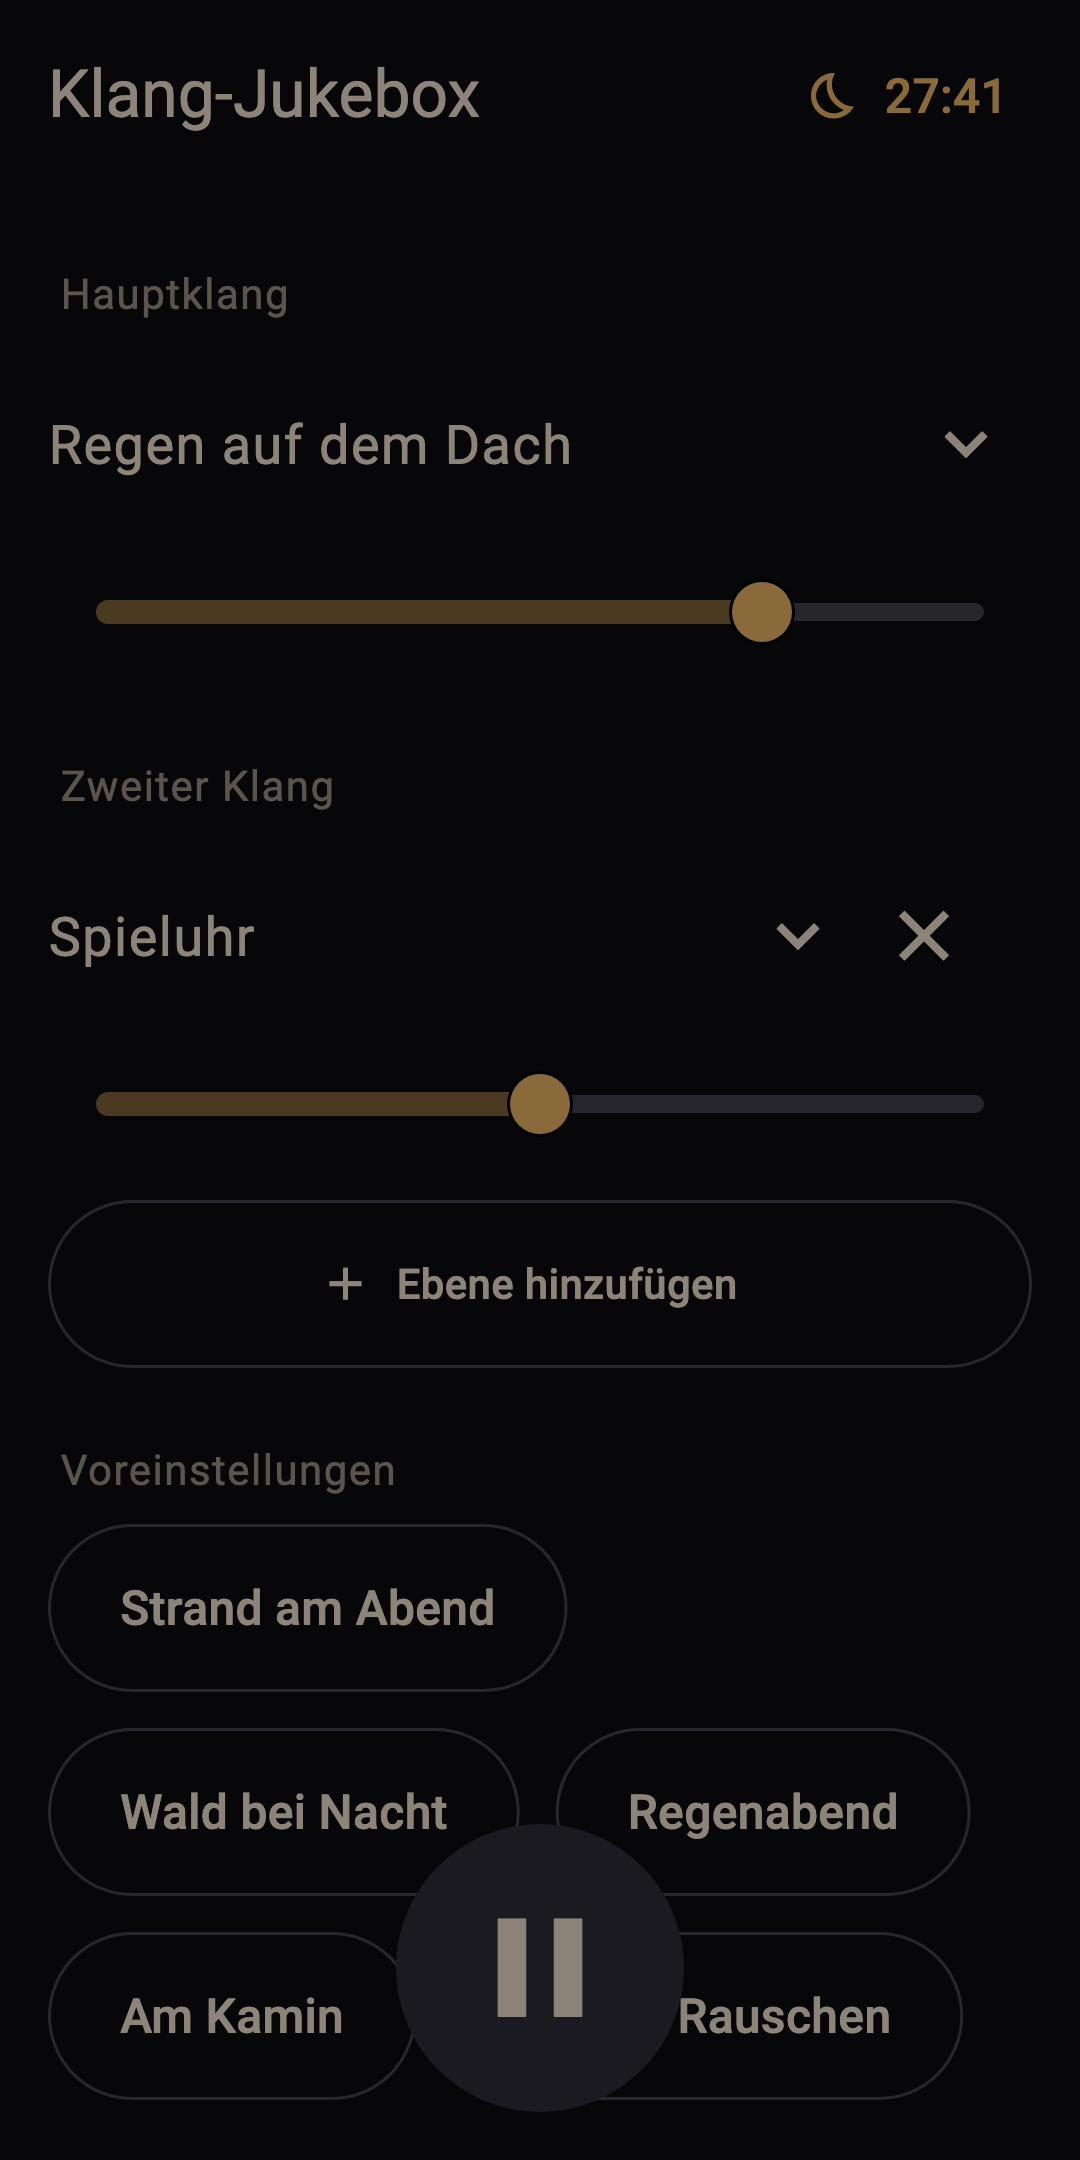 Klang-Jukebox
27:41
Hauptklang
Regen auf dem Dach
Zweiter Klang
Spieluhr
+ Ebene hinzufügen
Voreinstellungen
Strand am Abend
Wald bei Nacht
Regenabend
Am Kamin
Rauschen